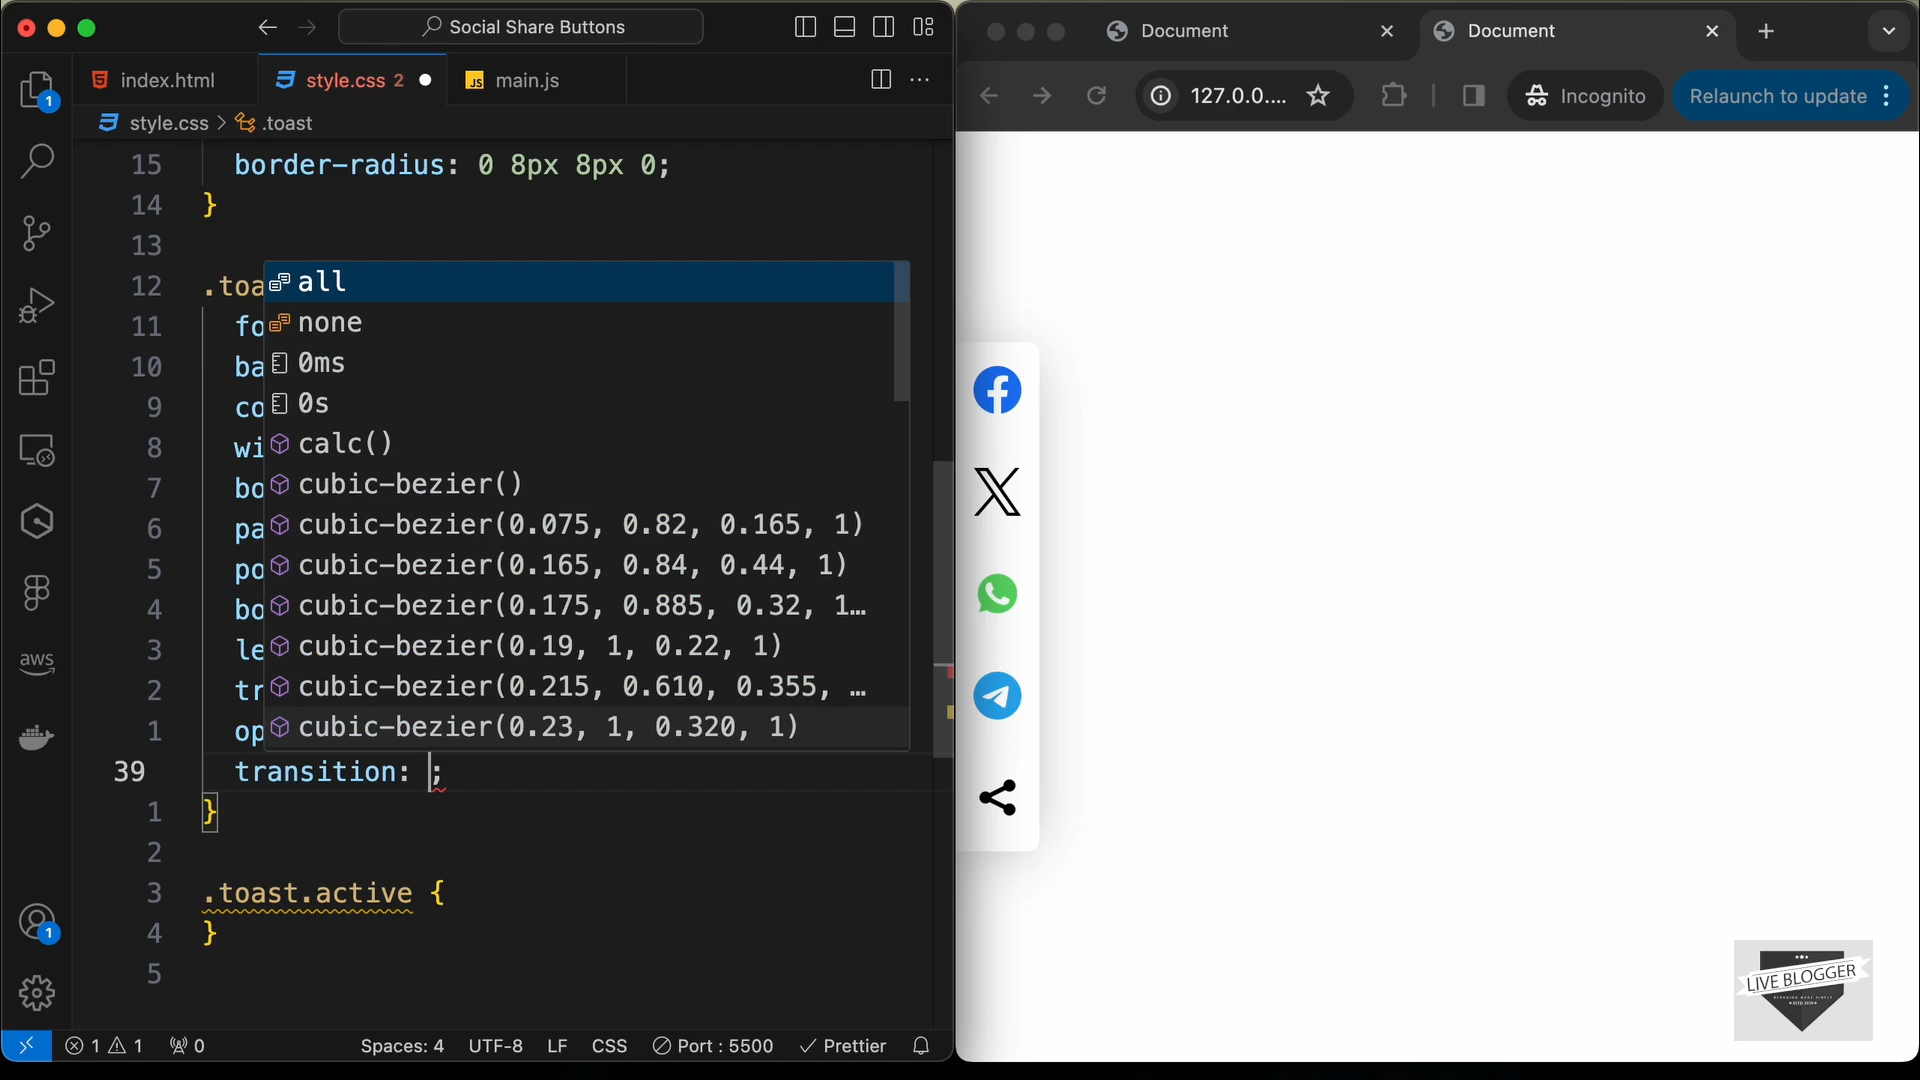 Social Share Buttons
index.html
style.css 2
main.js
style.css > .toast
15 border-radius: 0 8px 8px 0;
14 }
13
12 .toa
11 fo
10 ba
9 co
8 wi
7 bo
6 pa
5 po
4 bo
3 le
2 tr
1 op
all
none
0ms
0s
calc()
cubic-bezier()
cubic-bezier(0.075, 0.82, 0.165, 1)
cubic-bezier(0.165, 0.84, 0.44, 1)
cubic-bezier(0.175, 0.885, 0.32, 1…
cubic-bezier(0.19, 1, 0.22, 1)
cubic-bezier(0.215, 0.610, 0.355, …
cubic-bezier(0.23, 1, 0.320, 1)
39 transition: ;
1 }
2
3 .toast.active {
4 }
5
1
aws
1
1 1 0
Spaces: 4 UTF-8 LF CSS Port : 5500 Prettier
Document
Document
127.0.0....
Incognito
Relaunch to update
LIVE BLOGGER